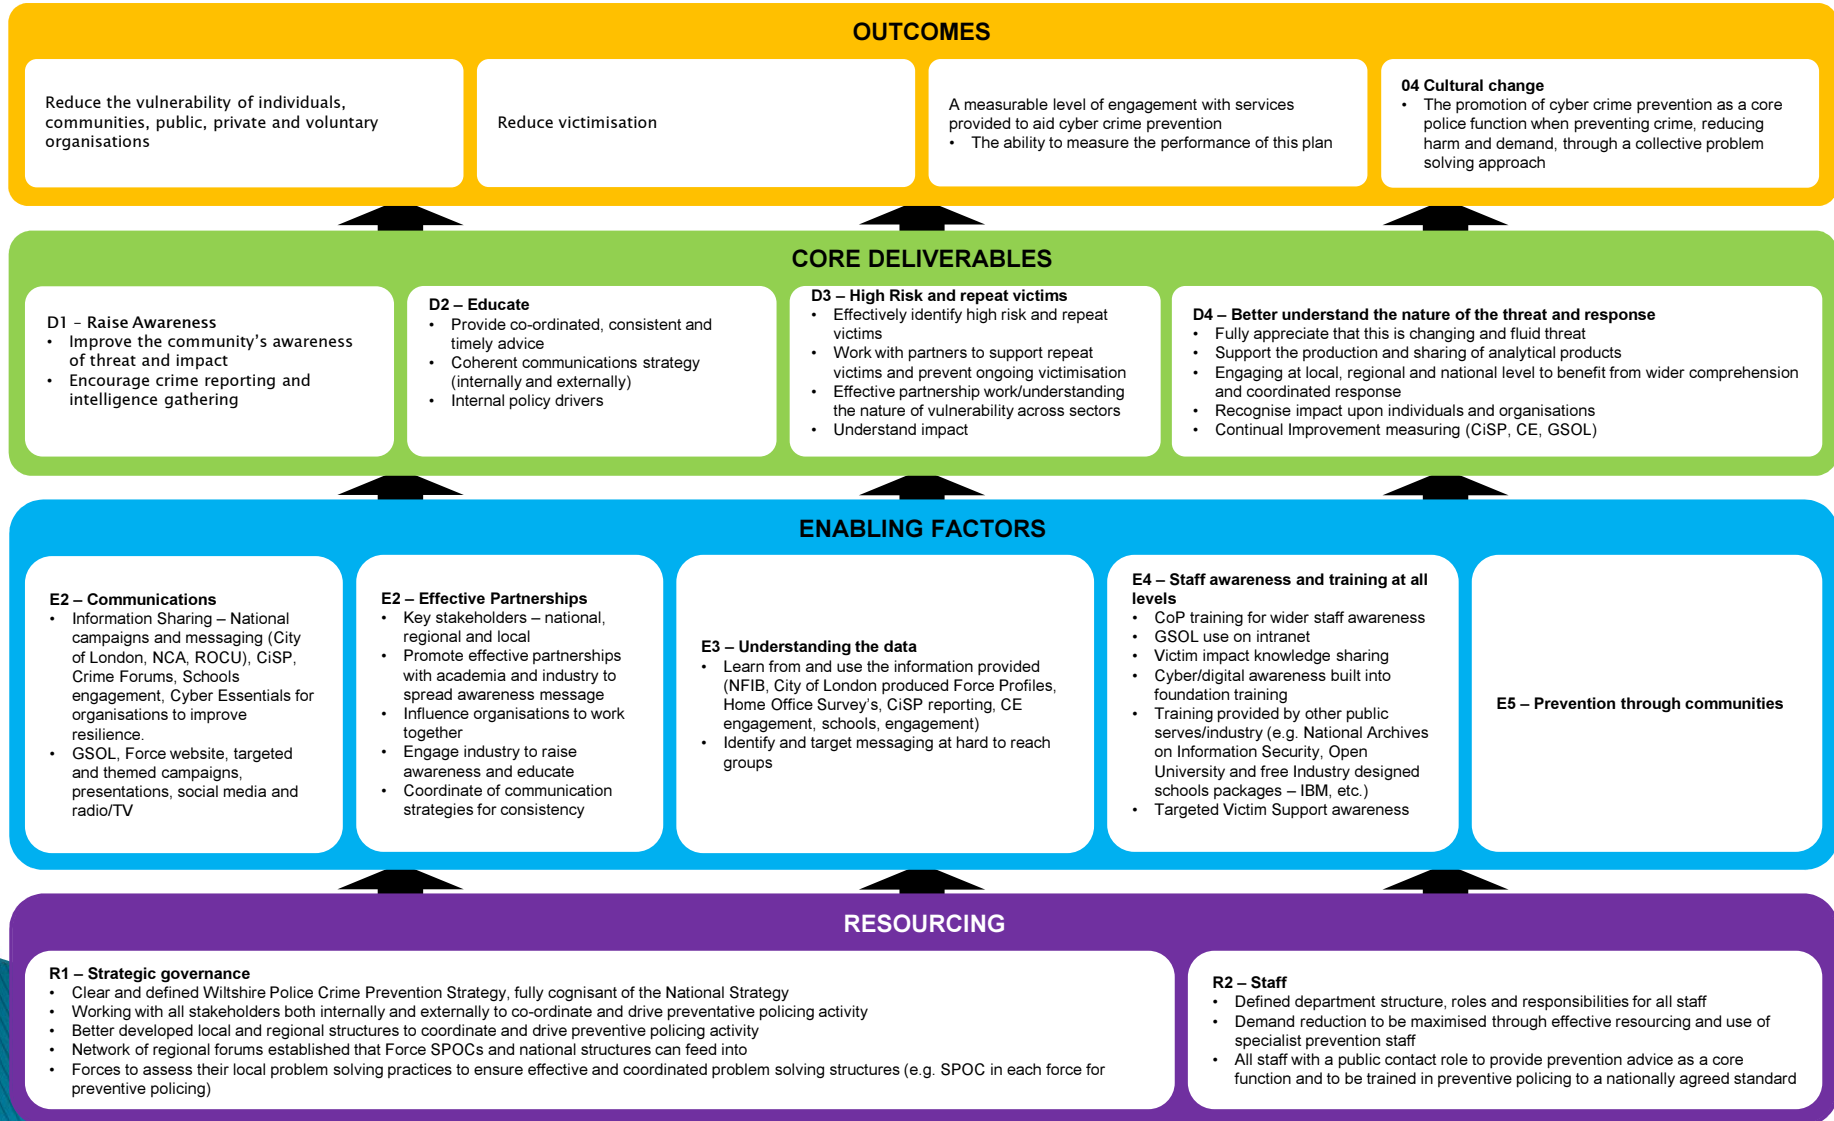 OUTCOMES
Reduce the vulnerability of individuals,
communities, public, private and voluntary
organisations
Reduce victimisation
A measurable level of engagement with services
provided to aid cyber crime prevention
• The ability to measure the performance of this plan
04 Cultural change
• The promotion of cyber crime prevention as a core
police function when preventing crime, reducing
harm and demand, through a collective problem
solving approach
CORE DELIVERABLES
D1 – Raise Awareness
• Improve the community's awareness
of threat and impact
• Encourage crime reporting and
intelligence gathering
D2 – Educate
• Provide co-ordinated, consistent and
timely advice
• Coherent communications strategy
(internally and externally)
• Internal policy drivers
D3 – High Risk and repeat victims
• Effectively identify high risk and repeat
victims
• Work with partners to support repeat
victims and prevent ongoing victimisation
• Effective partnership work/understanding
the nature of vulnerability across sectors
• Understand impact
D4 – Better understand the nature of the threat and response
• Fully appreciate that this is changing and fluid threat
• Support the production and sharing of analytical products
• Engaging at local, regional and national level to benefit from wider comprehension
and coordinated response
• Recognise impact upon individuals and organisations
• Continual Improvement measuring (CiSP, CE, GSOL)
ENABLING FACTORS
E2 – Communications
• Information Sharing – National
campaigns and messaging (City
of London, NCA, ROCU), CiSP,
Crime Forums, Schools
engagement, Cyber Essentials for
organisations to improve
resilience.
• GSOL, Force website, targeted
and themed campaigns,
presentations, social media and
radio/TV
E2 – Effective Partnerships
• Key stakeholders – national,
regional and local
• Promote effective partnerships
with academia and industry to
spread awareness message
• Influence organisations to work
together
• Engage industry to raise
awareness and educate
• Coordinate of communication
strategies for consistency
E3 – Understanding the data
• Learn from and use the information provided
(NFIB, City of London produced Force Profiles,
Home Office Survey's, CiSP reporting, CE
engagement, schools, engagement)
• Identify and target messaging at hard to reach
groups
E4 – Staff awareness and training at all
levels
• CoP training for wider staff awareness
• GSOL use on intranet
• Victim impact knowledge sharing
• Cyber/digital awareness built into
foundation training
• Training provided by other public
serves/industry (e.g. National Archives
on Information Security, Open
University and free Industry designed
schools packages – IBM, etc.)
• Targeted Victim Support awareness
E5 – Prevention through communities
RESOURCING
R1 – Strategic governance
• Clear and defined Wiltshire Police Crime Prevention Strategy, fully cognisant of the National Strategy
• Working with all stakeholders both internally and externally to co-ordinate and drive preventative policing activity
• Better developed local and regional structures to coordinate and drive preventive policing activity
• Network of regional forums established that Force SPOCs and national structures can feed into
• Forces to assess their local problem solving practices to ensure effective and coordinated problem solving structures (e.g. SPOC in each force for
preventive policing)
R2 – Staff
• Defined department structure, roles and responsibilities for all staff
• Demand reduction to be maximised through effective resourcing and use of
specialist prevention staff
• All staff with a public contact role to provide prevention advice as a core
function and to be trained in preventive policing to a nationally agreed standard